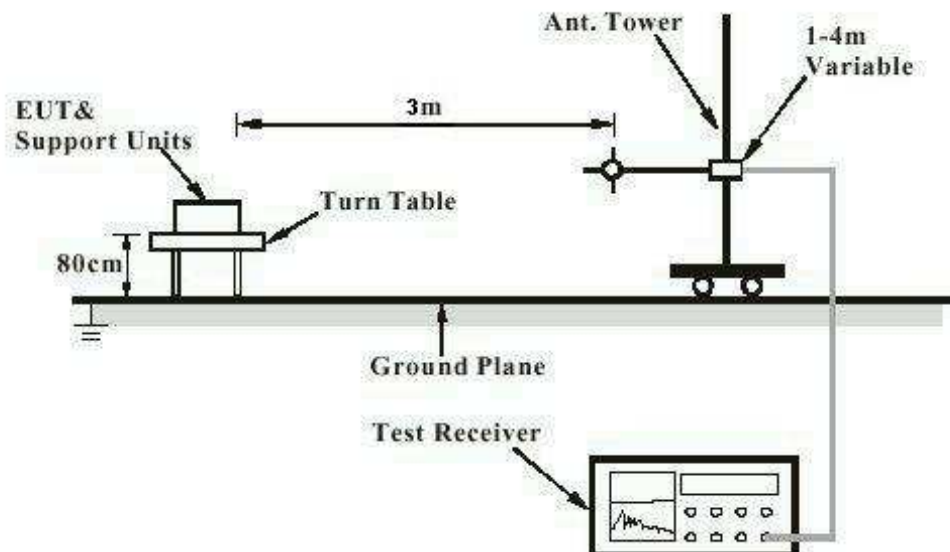 Ant. Tower
1-4m
Variable
EUT&
Support Units
3m
Turn Table
80cm
Ground Plane
Test Receiver